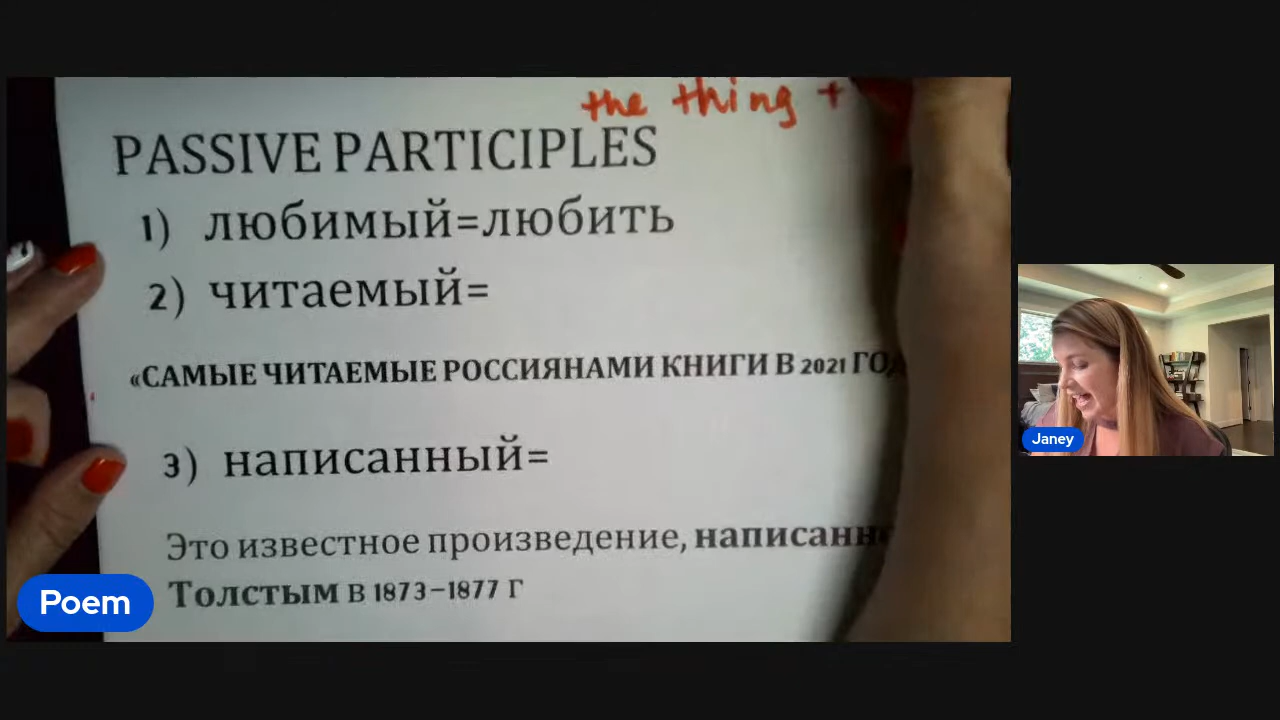 the thing +
PASSIVE PARTICIPLES
1) любимый=любить
2) читаемый=
«САМЫЕ ЧИТАЕМЫЕ РОССИЯНАМИ КНИГИ В 2021
3) написанный=
Это известное произведение,
Толстым в 1873–1877 г
Poem
Janey